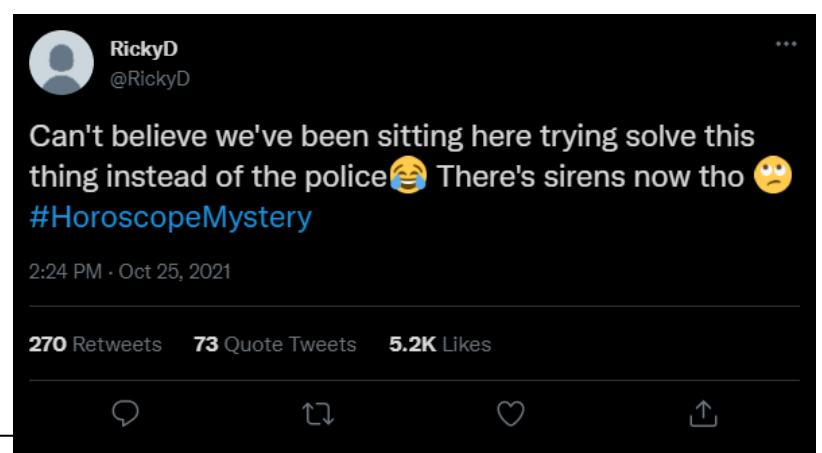 RickyD
@RickyD
Can't believe we've been sitting here trying solve this
thing instead of the police😂 There's sirens now tho 🙄
#HoroscopeMystery
2:24 PM · Oct 25, 2021
270 Retweets 73 Quote Tweets 5.2K Likes